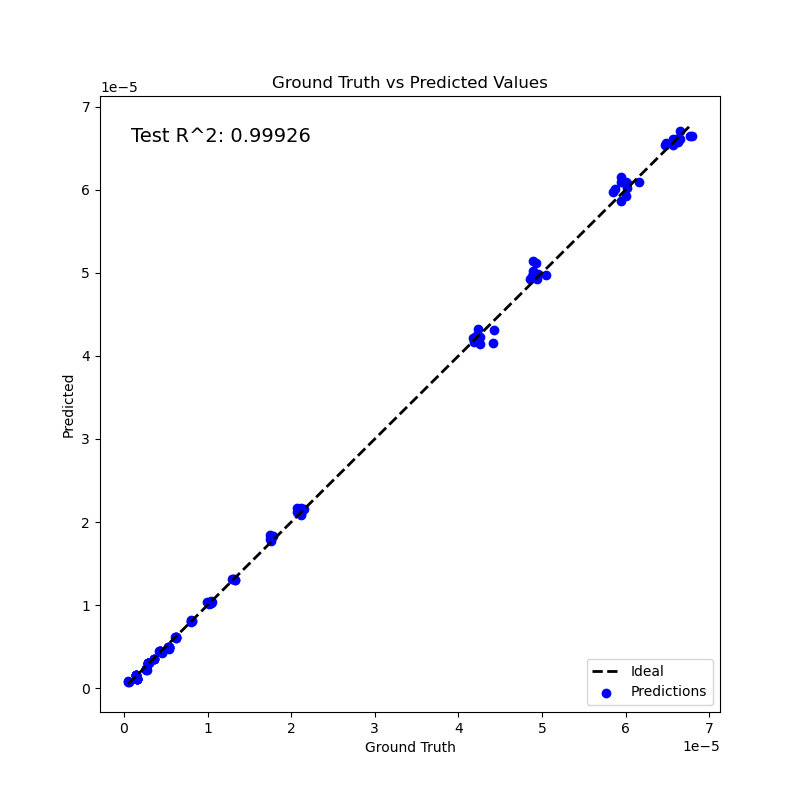 Ground Truth vs Predicted Values
1e−5
Test R^2: 0.99926
7
6
5
4
3
2
1
0
Predicted
Ideal
Predictions
0 1 2 3 4 5 6 7
Ground Truth
1e−5